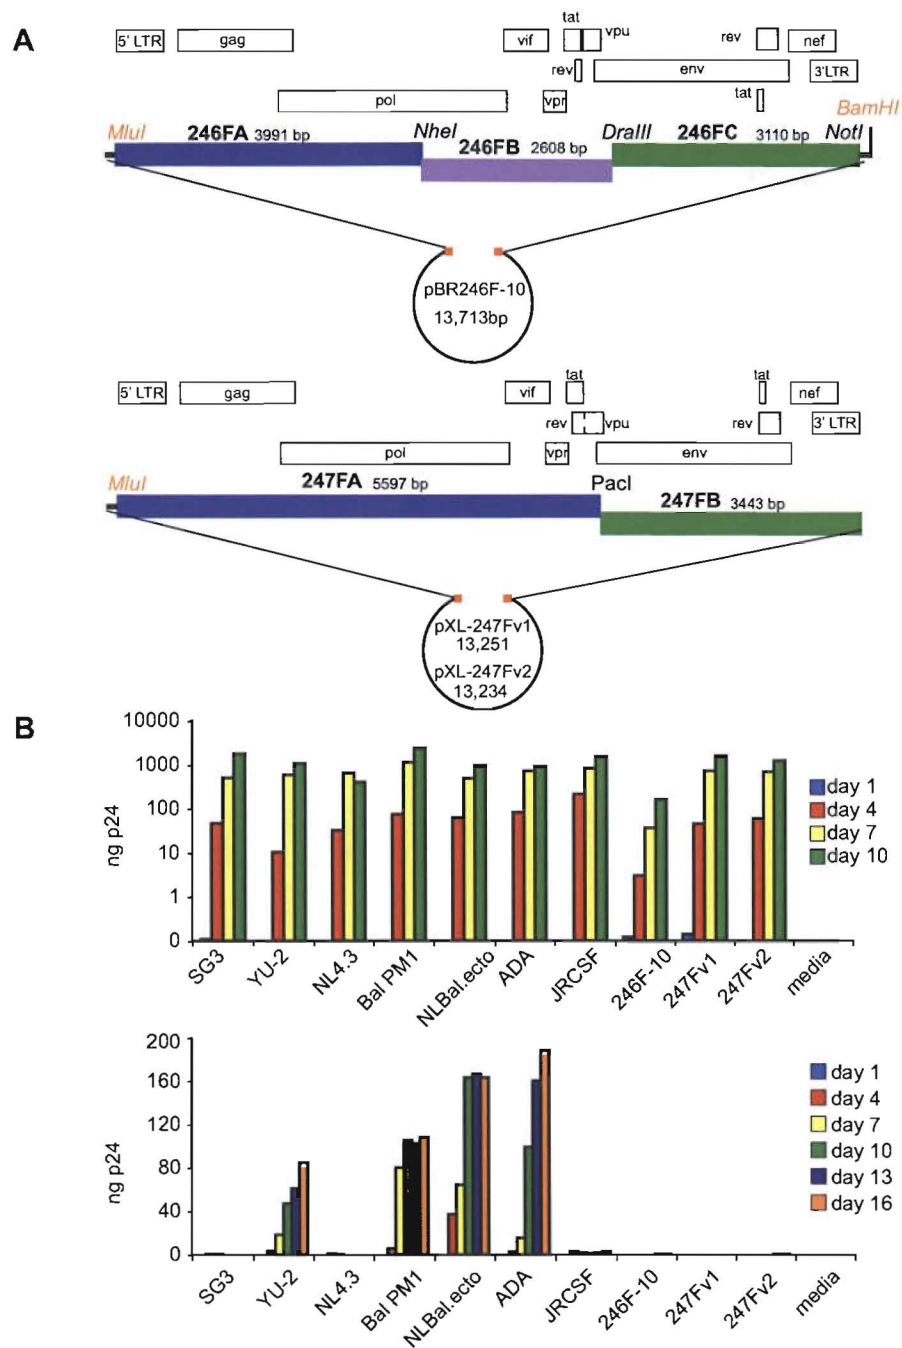 A
5' LTR gag vif tat vpu rev nef
rev env 3'LTR
pol vpr tat BamHI
MluI 246FA 3991 bp NheI 246FB 2608 bp DraIII 246FC 3110 bp NotI
pBR246F-10
13,713bp
5' LTR gag vif tat tat nef
rev vpu rev 3' LTR
pol vpr env
MluI 247FA 5597 bp PacI 247FB 3443 bp
pXL-247Fv1
13,251
pXL-247Fv2
13,234
B
10000
1000
100
10
1
0
ng p24
day 1
day 4
day 7
day 10
SG3 YU-2 NL4.3 Bal PM1 NLBal.ecto ADA JRCSF 246F-10 247Fv1 247Fv2 media
200
160
120
80
40
0
ng p24
day 1
day 4
day 7
day 10
day 13
day 16
SG3 YU-2 NL4.3 Bal PM1 NLBal.ecto ADA JRCSF 246F-10 247Fv1 247Fv2 media